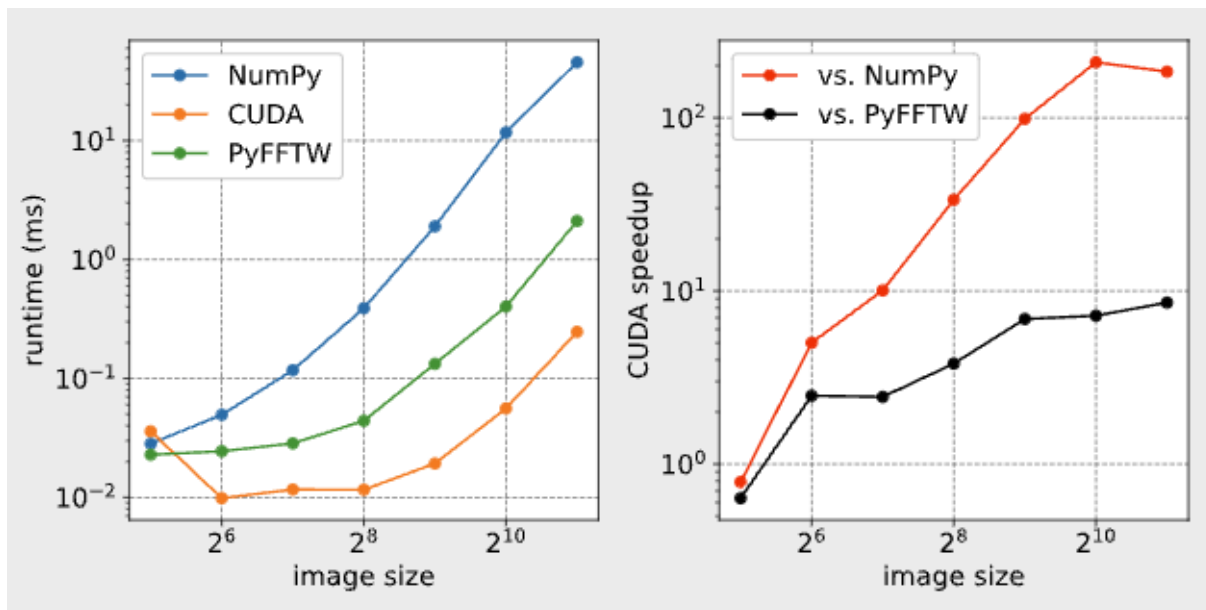 runtime (ms)
10^1
10^0
10^-1
10^-2
NumPy
CUDA
PyFFTW
2^6
2^8
2^10
image size
CUDA speedup
10^2
10^1
10^0
vs. NumPy
vs. PyFFTW
2^6
2^8
2^10
image size